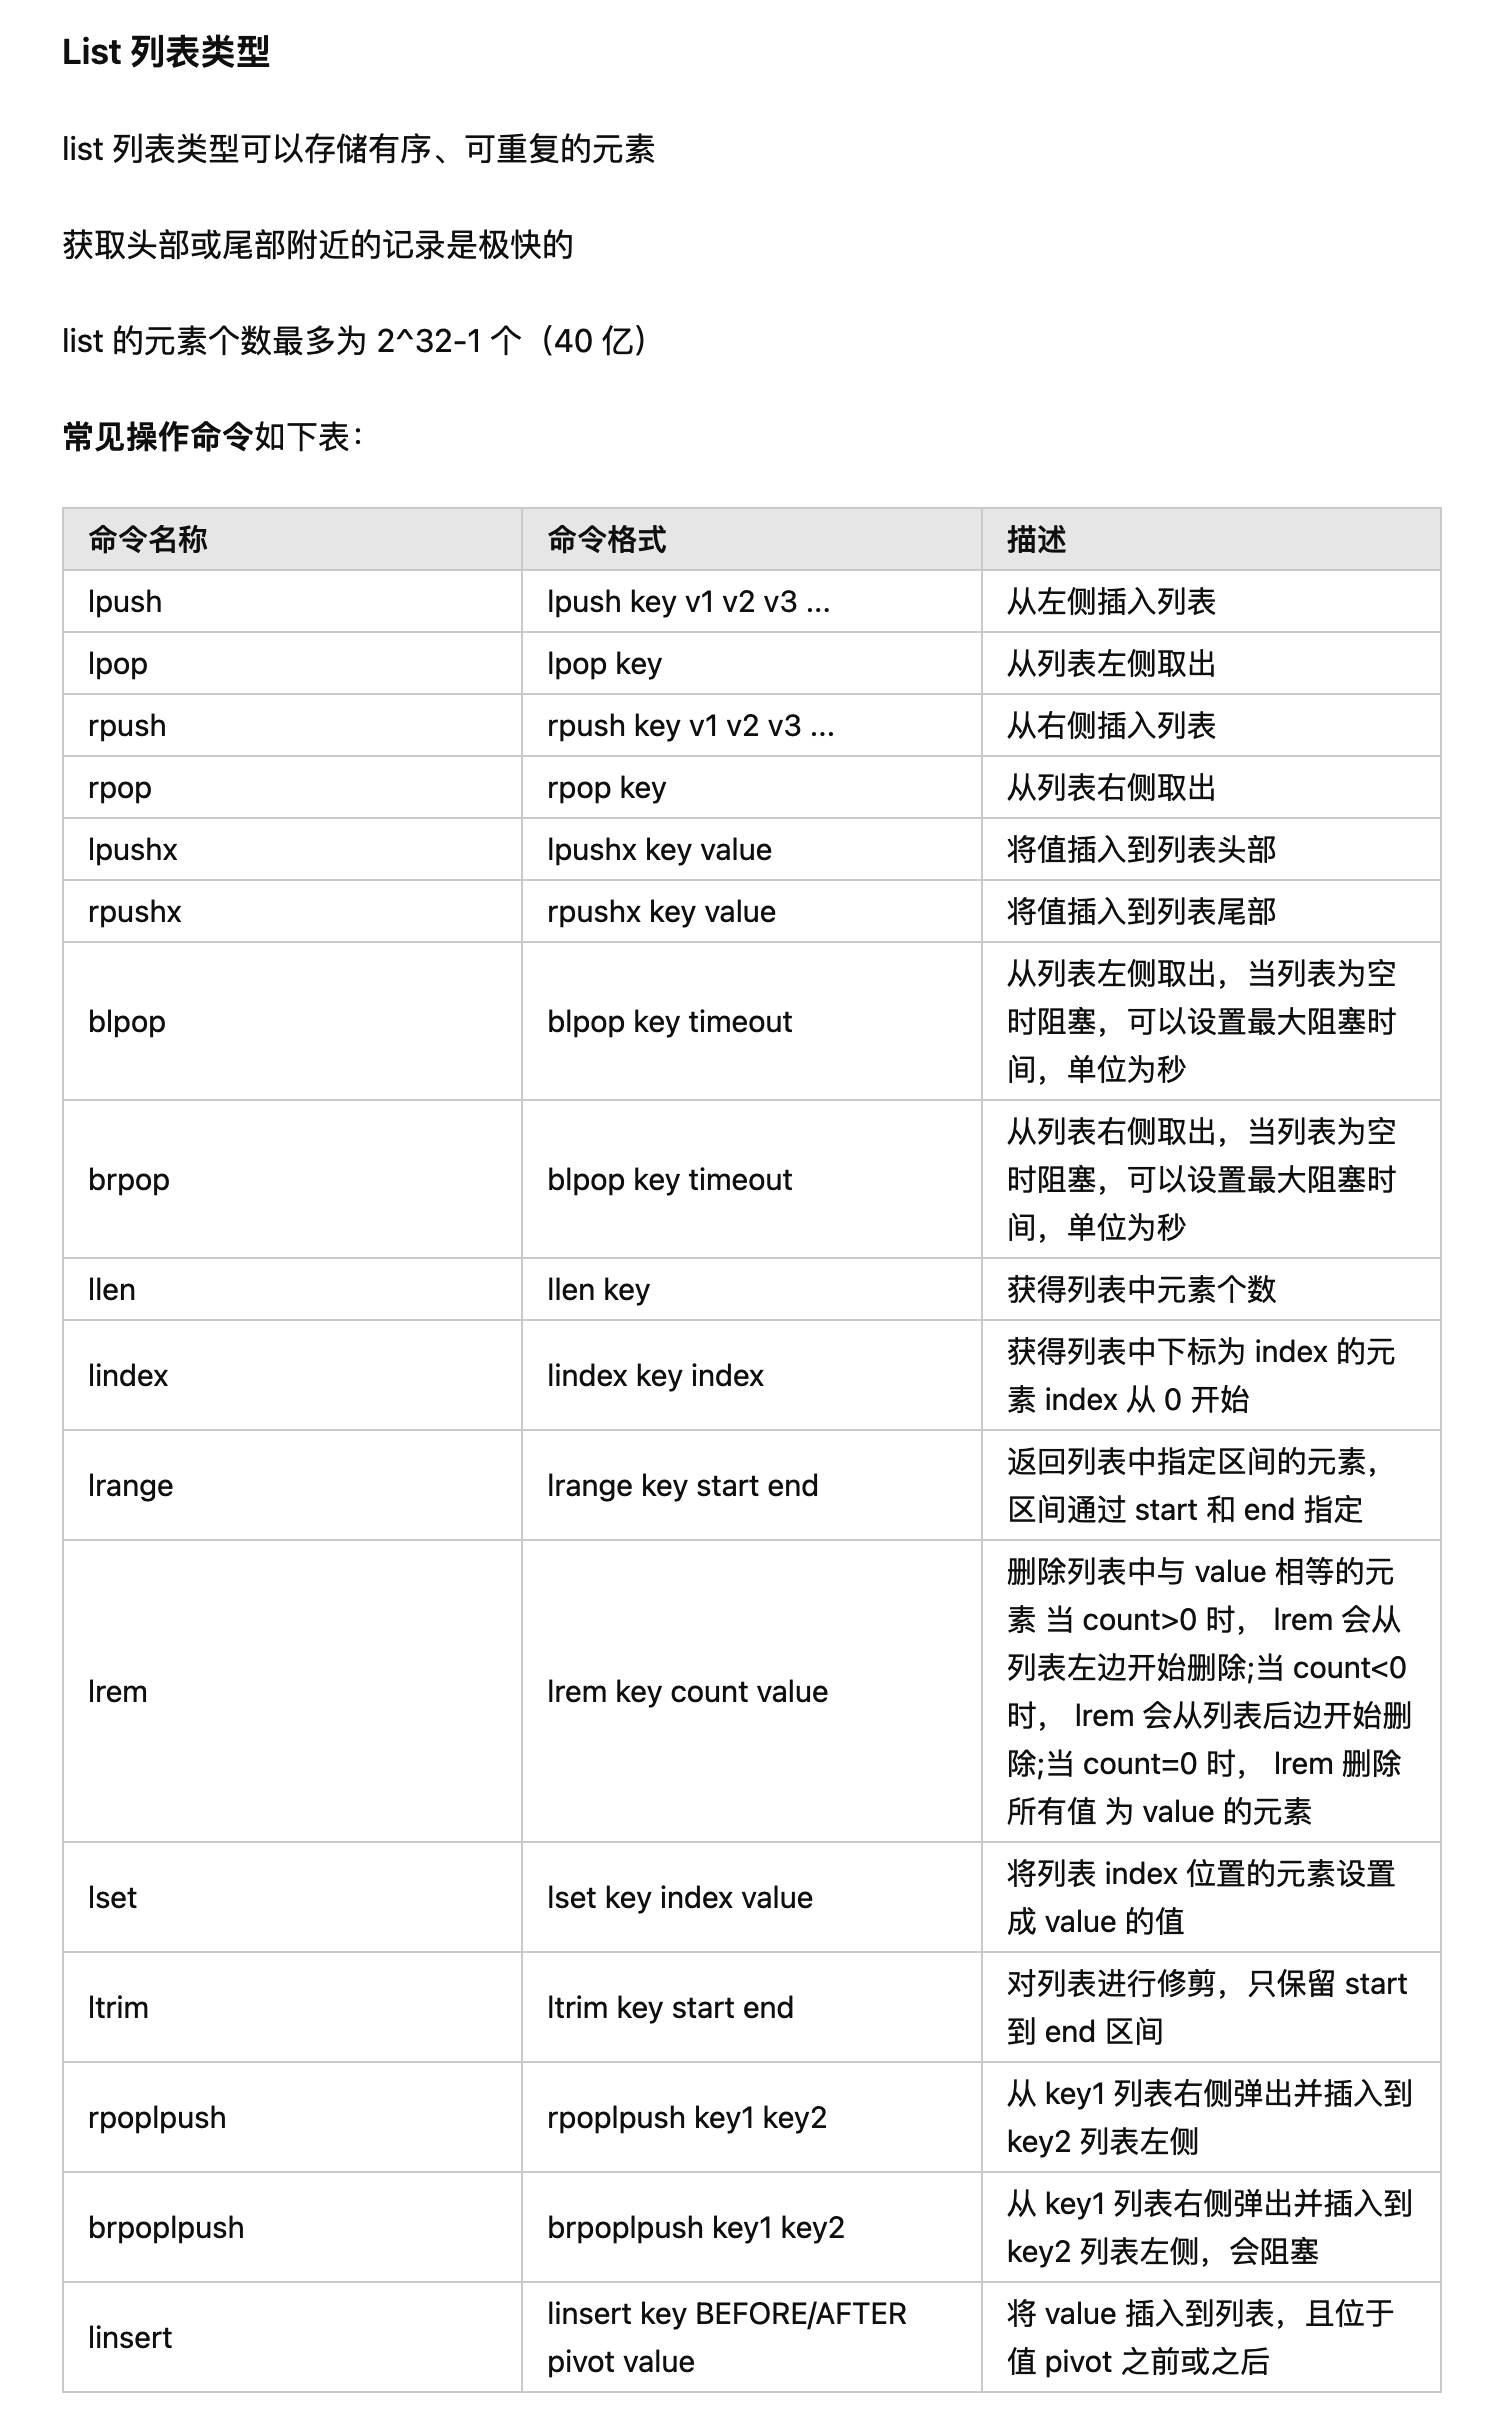 List 列表类型
list 列表类型可以存储有序、可重复的元素
获取头部或尾部附近的记录是极快的
list 的元素个数最多为 2^32-1 个（40 亿）
常见操作命令如下表：
命令名称 命令格式 描述
lpush lpush key v1 v2 v3 ... 从左侧插入列表
lpop lpop key 从列表左侧取出
rpush rpush key v1 v2 v3 ... 从右侧插入列表
rpop rpop key 从列表右侧取出
lpushx lpushx key value 将值插入到列表头部
rpushx rpushx key value 将值插入到列表尾部
blpop blpop key timeout 从列表左侧取出，当列表为空
时阻塞，可以设置最大阻塞时
间，单位为秒
brpop blpop key timeout 从列表右侧取出，当列表为空
时阻塞，可以设置最大阻塞时
间，单位为秒
llen llen key 获得列表中元素个数
lindex lindex key index 获得列表中下标为 index 的元
素 index 从 0 开始
lrange lrange key start end 返回列表中指定区间的元素，
区间通过 start 和 end 指定
lrem lrem key count value 删除列表中与 value 相等的元
素 当 count>0 时， lrem 会从
列表左边开始删除;当 count<0
时， lrem 会从列表后边开始删
除;当 count=0 时， lrem 删除
所有值 为 value 的元素
lset lset key index value 将列表 index 位置的元素设置
成 value 的值
ltrim ltrim key start end 对列表进行修剪，只保留 start
到 end 区间
rpoplpush rpoplpush key1 key2 从 key1 列表右侧弹出并插入到
key2 列表左侧
brpoplpush brpoplpush key1 key2 从 key1 列表右侧弹出并插入到
key2 列表左侧，会阻塞
linsert linsert key BEFORE/AFTER
pivot value 将 value 插入到列表，且位于
值 pivot 之前或之后